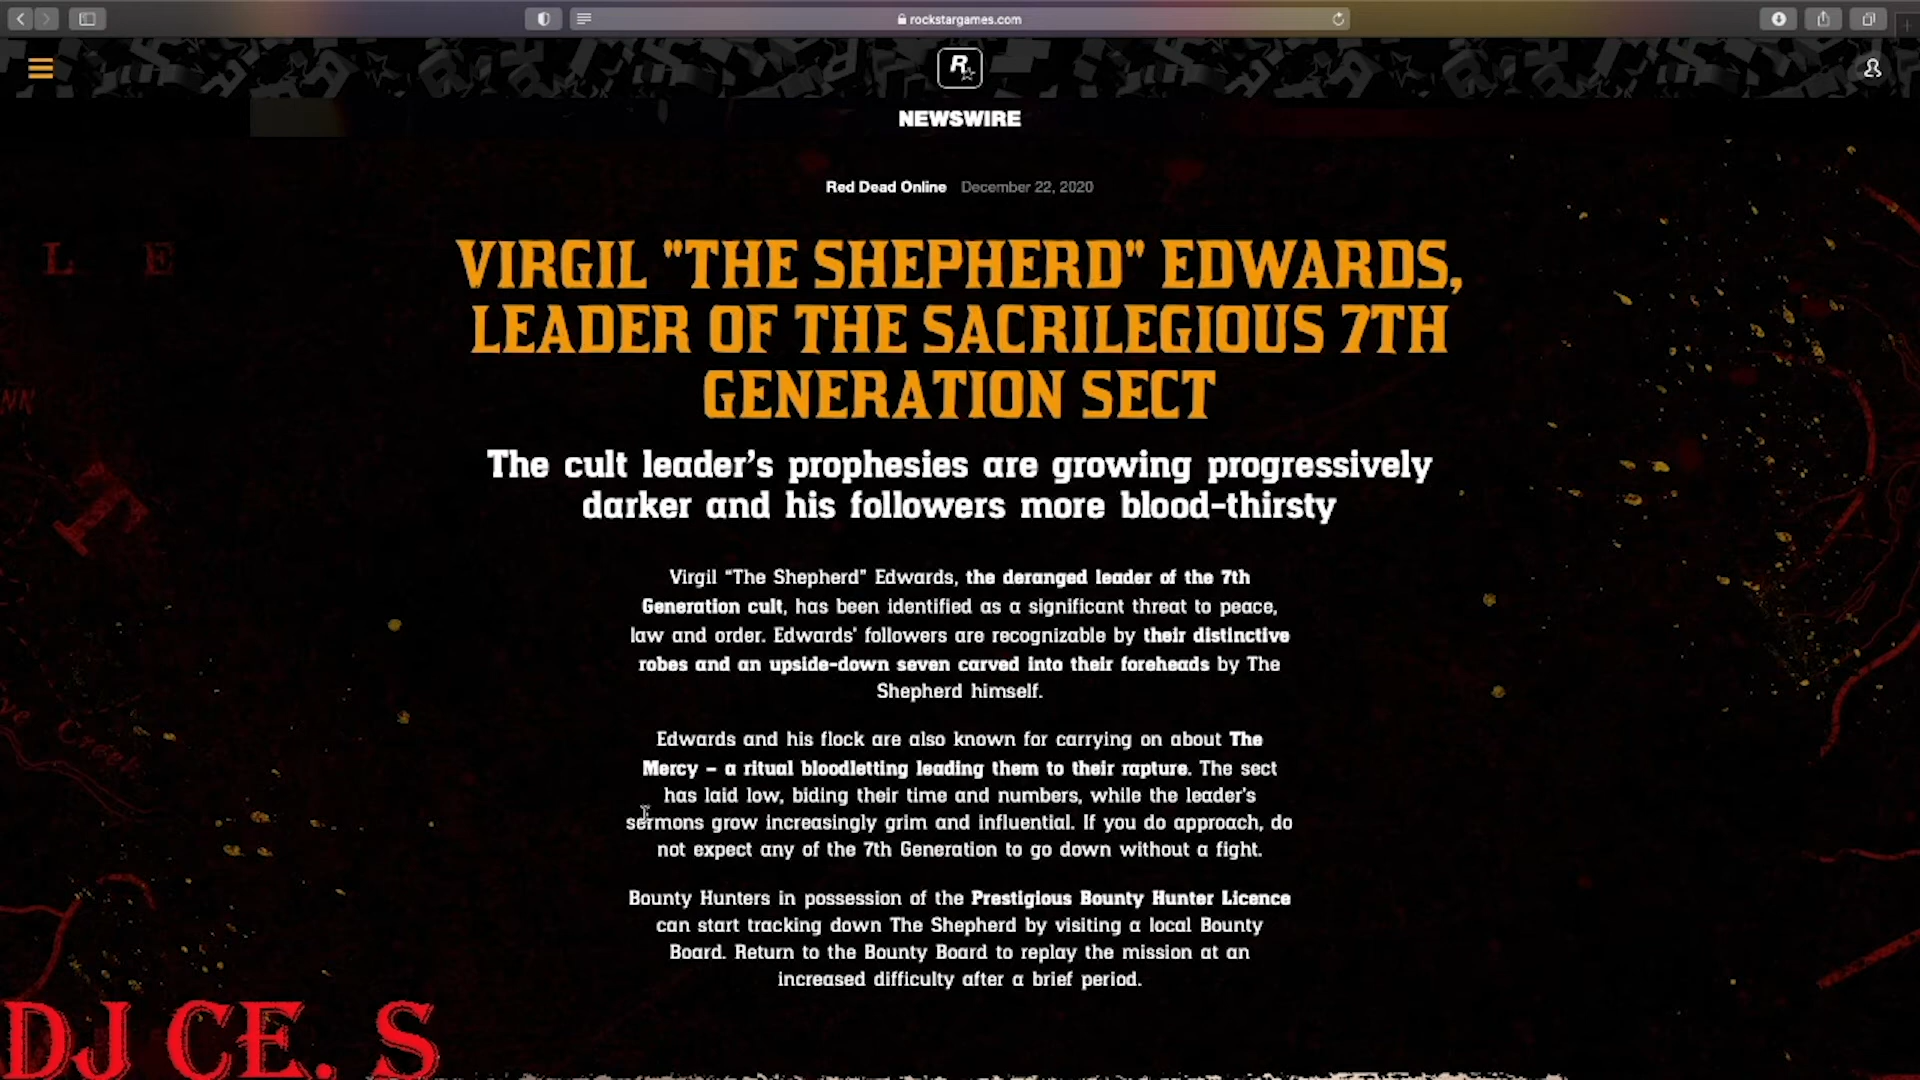 rockstargames.com
R
NEWSWIRE
Red Dead Online December 22, 2020
L E
VIRGIL "THE SHEPHERD" EDWARDS,
LEADER OF THE SACRILEGIOUS 7TH
GENERATION SECT
The cult leader's prophesies are growing progressively
darker and his followers more blood-thirsty
Virgil “The Shepherd” Edwards, the deranged leader of the 7th
Generation cult, has been identified as a significant threat to peace,
law and order. Edwards' followers are recognizable by their distinctive
robes and an upside-down seven carved into their foreheads by The
Shepherd himself.
Edwards and his flock are also known for carrying on about The
Mercy – a ritual bloodletting leading them to their rapture. The sect
has laid low, biding their time and numbers, while the leader's
sermons grow increasingly grim and influential. If you do approach, do
not expect any of the 7th Generation to go down without a fight.
Bounty Hunters in possession of the Prestigious Bounty Hunter Licence
can start tracking down The Shepherd by visiting a local Bounty
Board. Return to the Bounty Board to replay the mission at an
increased difficulty after a brief period.
DJ CE. S